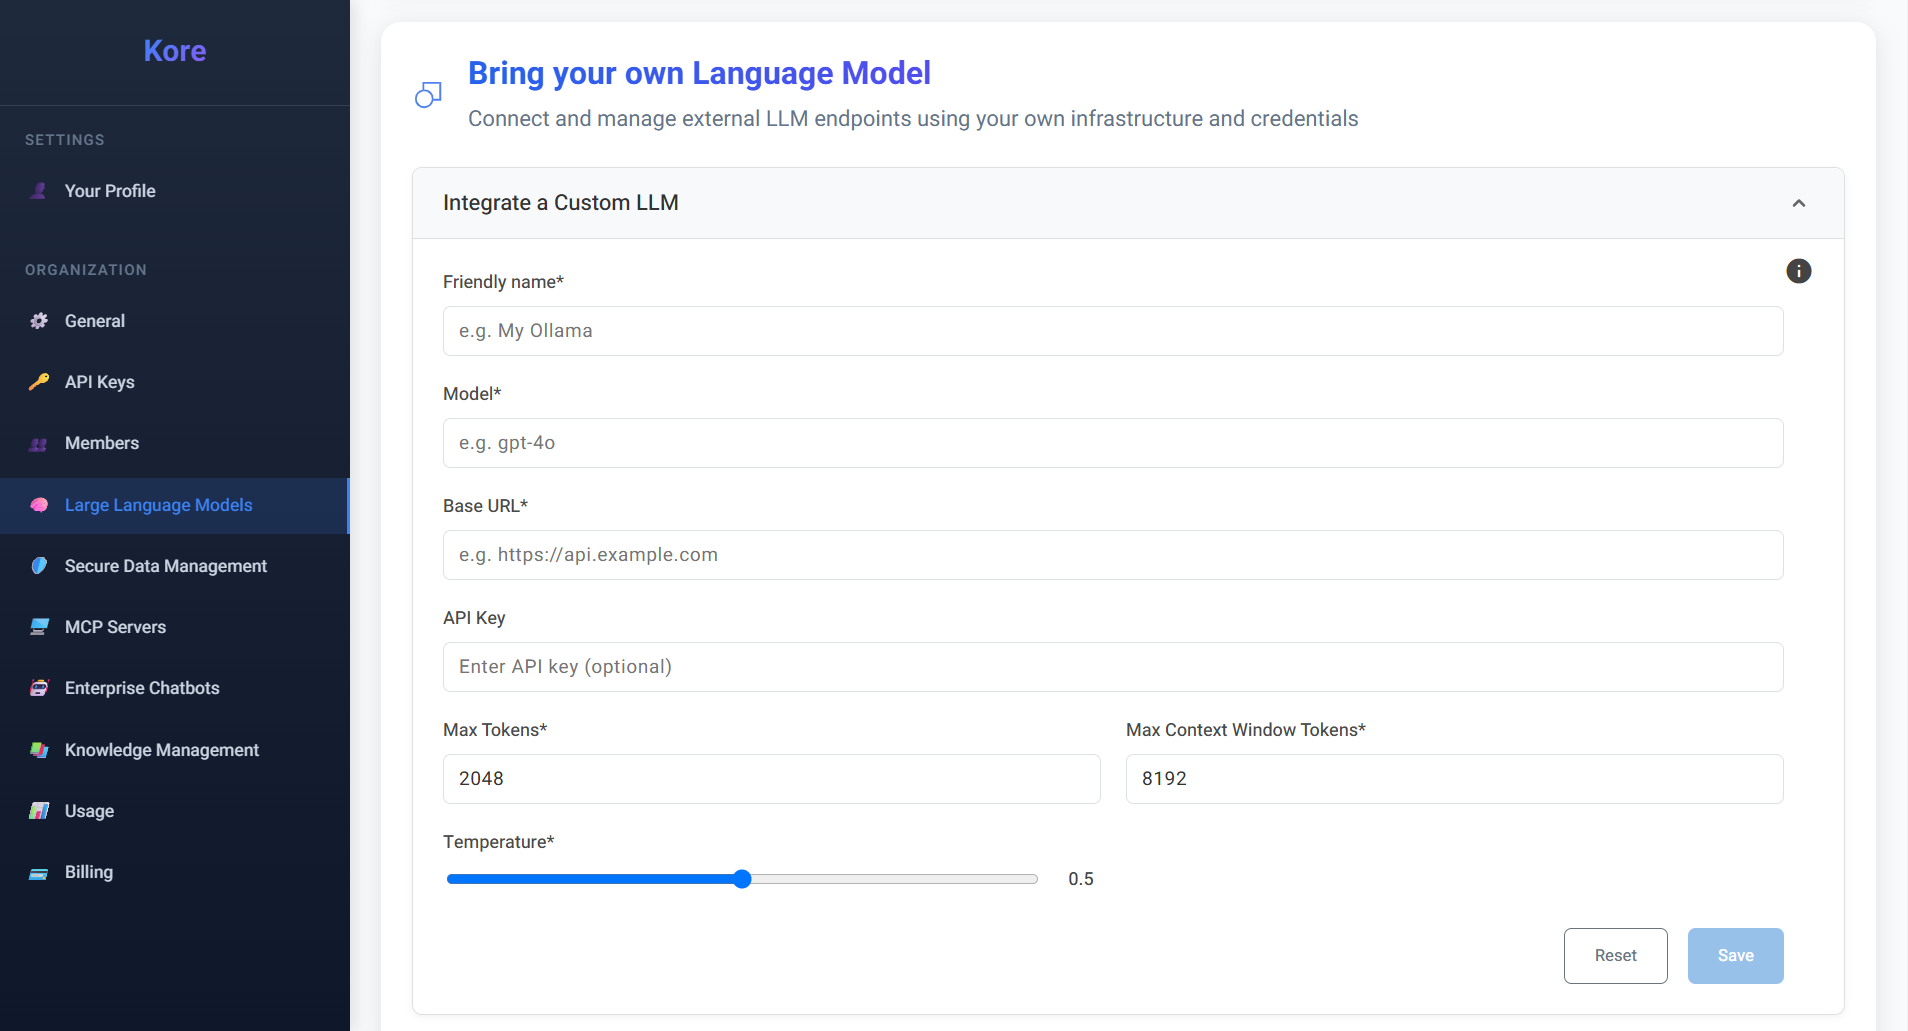 Kore
SETTINGS
Your Profile
ORGANIZATION
General
API Keys
Members
Large Language Models
Secure Data Management
MCP Servers
Enterprise Chatbots
Knowledge Management
Usage
Billing
Bring your own Language Model
Connect and manage external LLM endpoints using your own infrastructure and credentials
Integrate a Custom LLM
Friendly name*
e.g. My Ollama
Model*
e.g. gpt-4o
Base URL*
e.g. https://api.example.com
API Key
Enter API key (optional)
Max Tokens*
2048
Max Context Window Tokens*
8192
Temperature*
0.5
Reset
Save